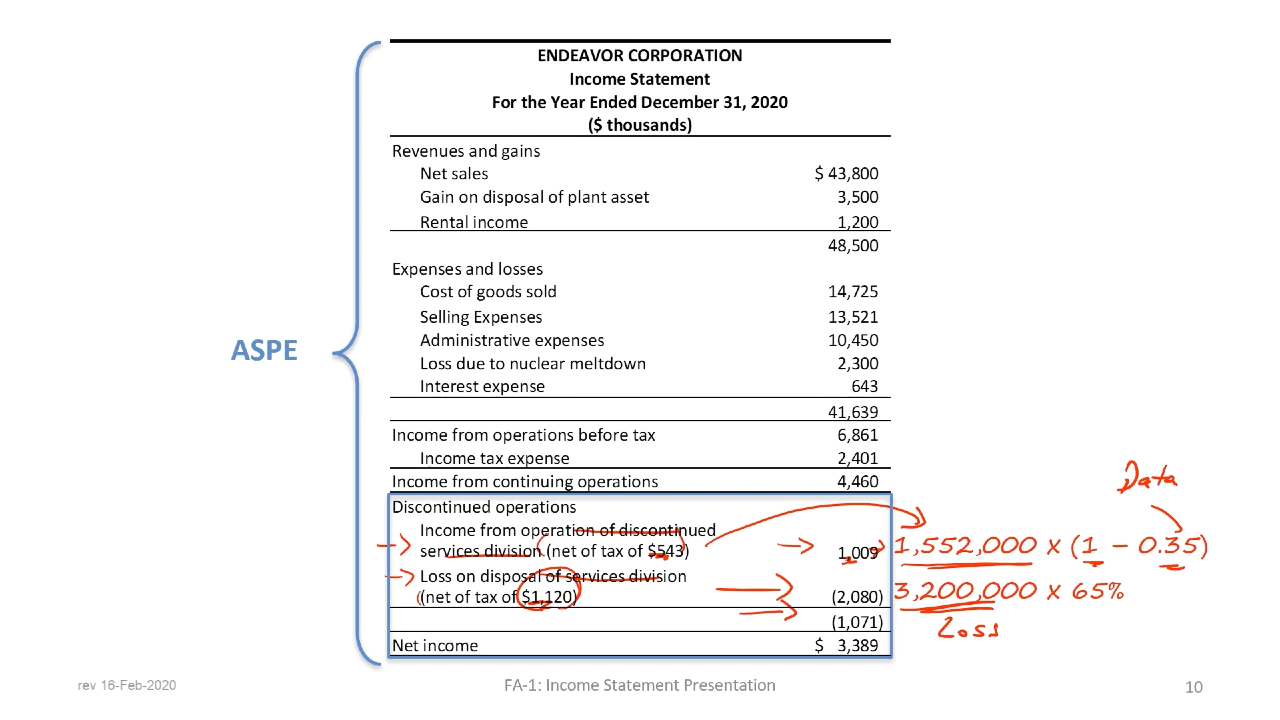 ENDEAVOR CORPORATION
Income Statement
For the Year Ended December 31, 2020
($ thousands)
Revenues and gains
Net sales $ 43,800
Gain on disposal of plant asset 3,500
Rental income 1,200
48,500
Expenses and losses
Cost of goods sold 14,725
Selling Expenses 13,521
Administrative expenses 10,450
Loss due to nuclear meltdown 2,300
Interest expense 643
41,639
ASPE
Income from operations before tax 6,861
Income tax expense 2,401
Income from continuing operations 4,460
Data
Discontinued operations
Income from operation of discontinued
services division (net of tax of $543) 1,009 1,552,000 x (1 - 0.35)
Loss on disposal of services division
(net of tax of $1,120) (2,080) 3,200,000 x 65%
(1,071) Loss
Net income $ 3,389
rev 16-Feb-2020 FA-1: Income Statement Presentation 10